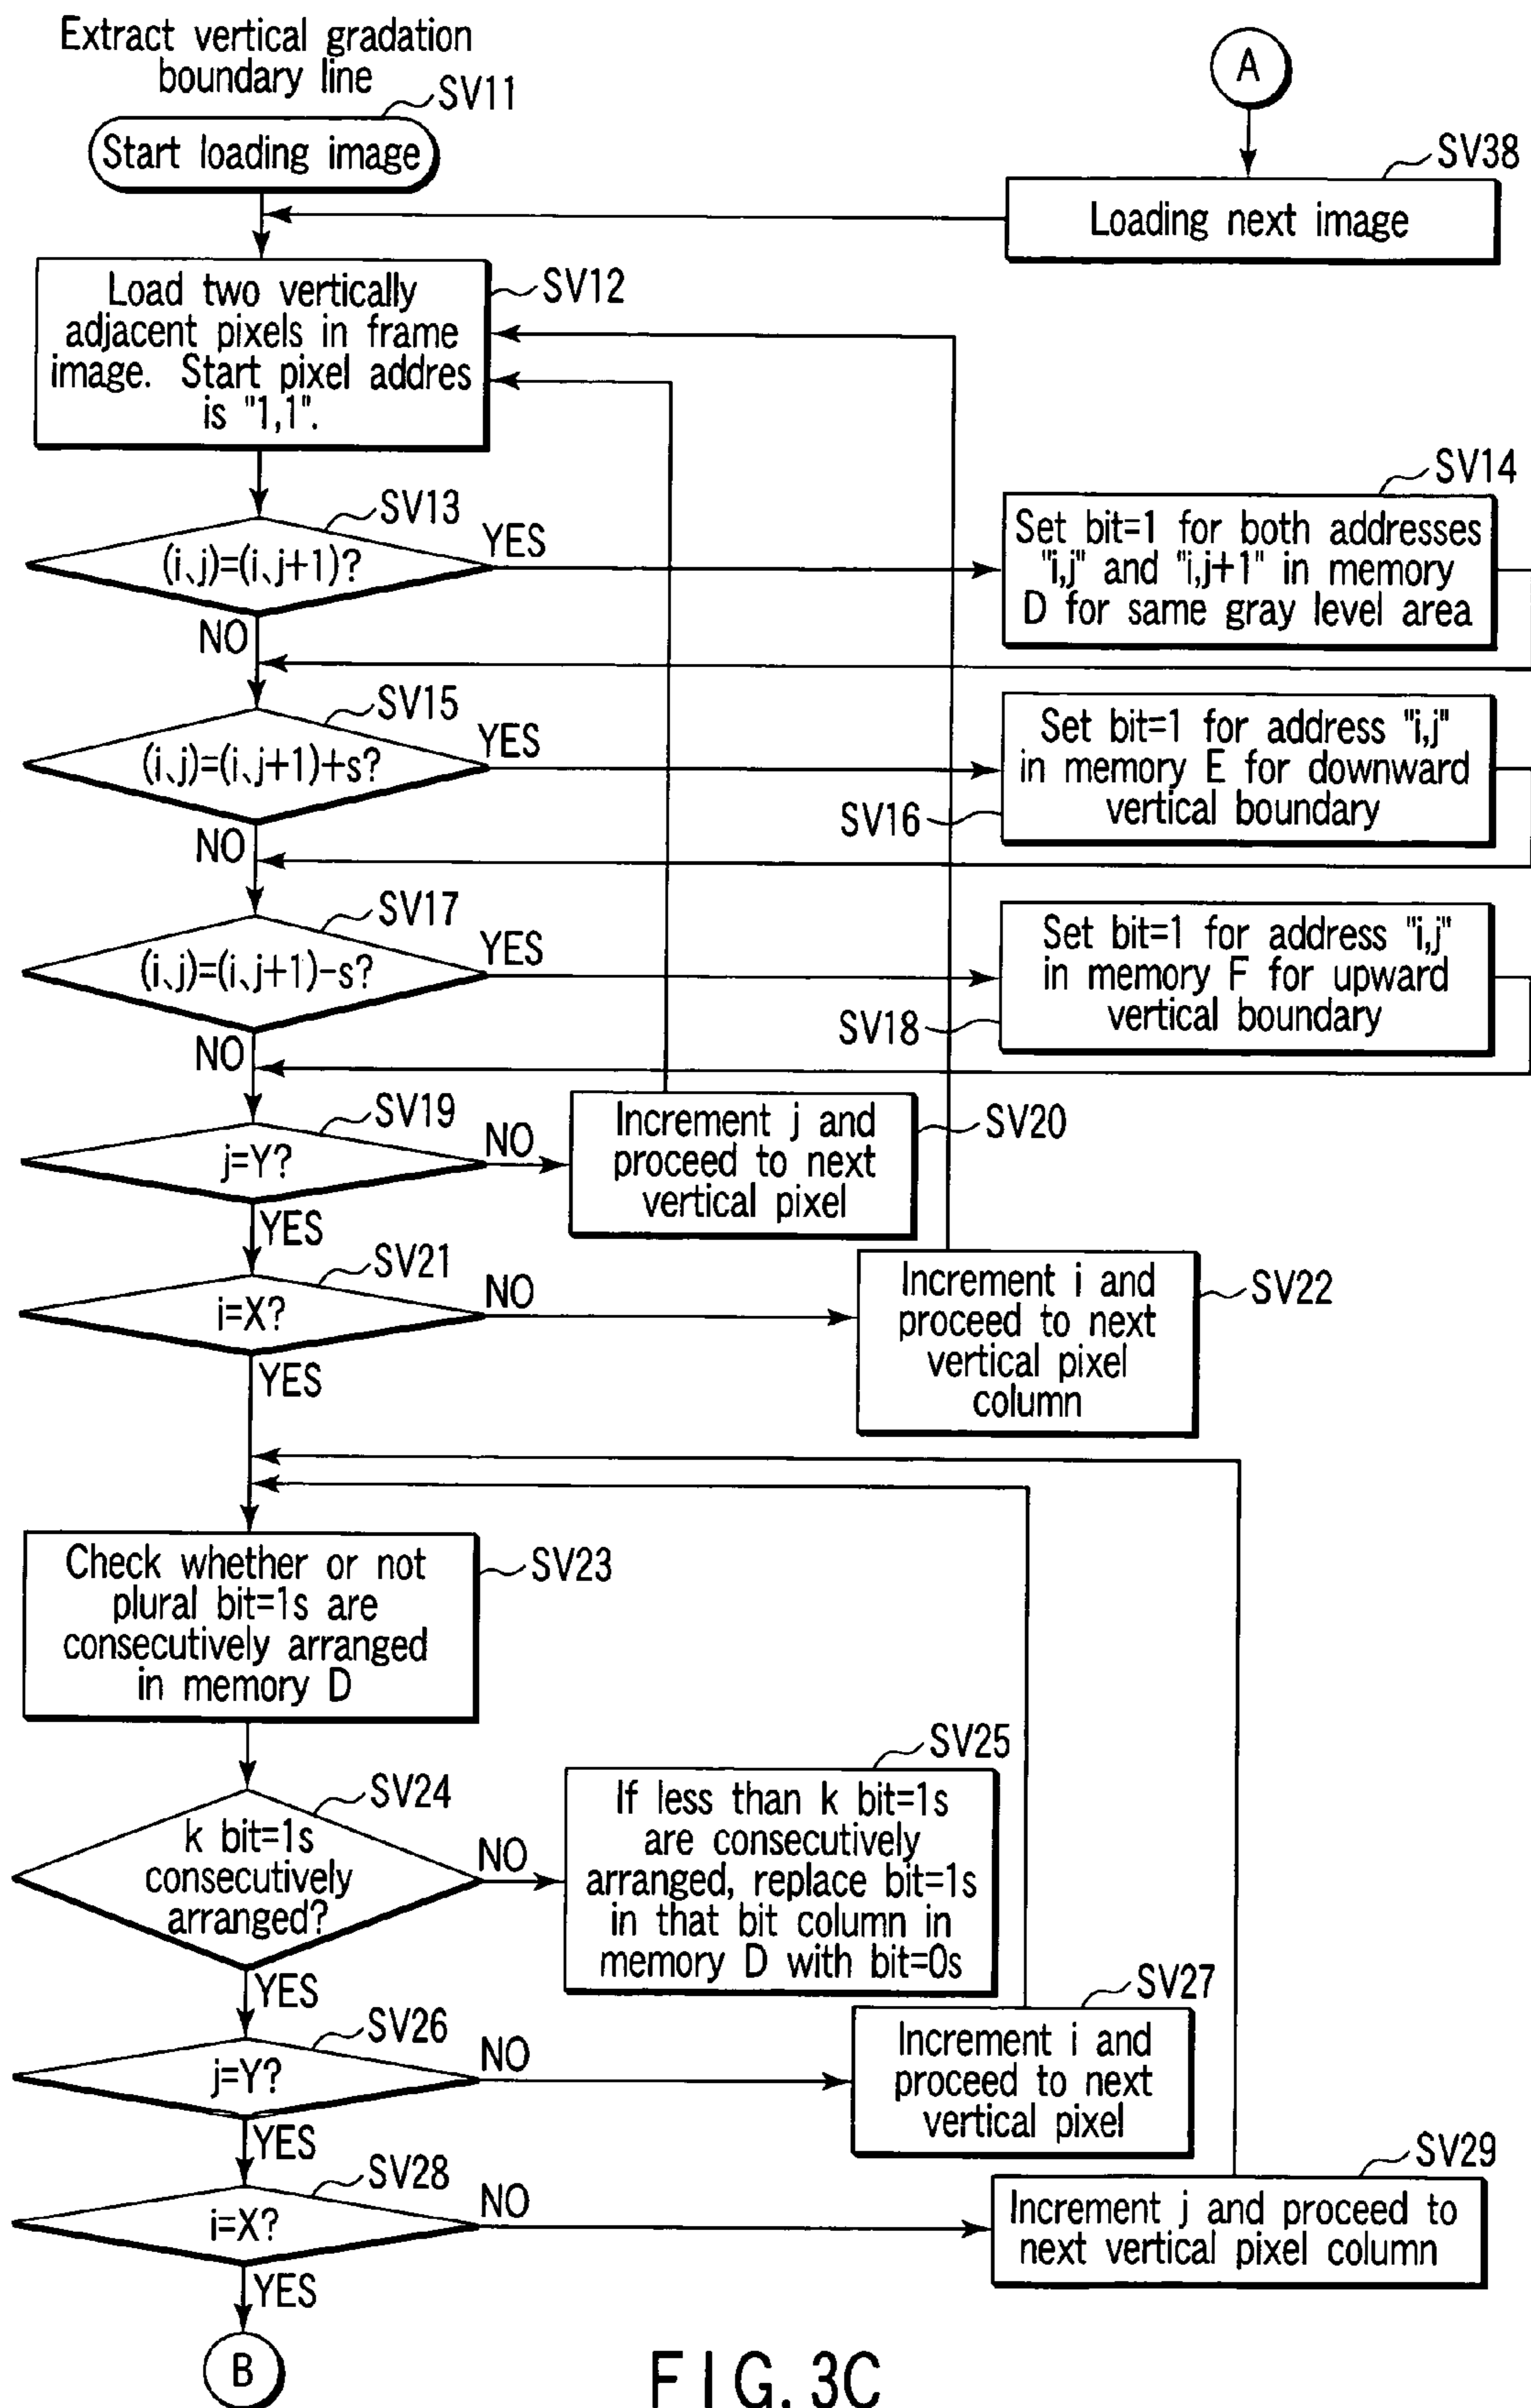 Extract vertical gradation
boundary line
SV11
Start loading image
A
SV38
Loading next image
SV12
Load two vertically
adjacent pixels in frame
image. Start pixel addres
is "1,1".
SV13
(i、j)=(i、j+1)?
YES
NO
SV14
Set bit=1 for both addresses
"i,j" and "i,j+1" in memory
D for same gray level area
SV15
(i、j)=(i、j+1)+s?
YES
NO
SV16
Set bit=1 for address "i,j"
in memory E for downward
vertical boundary
SV17
(i、j)=(i、j+1)-s?
YES
NO
SV18
Set bit=1 for address "i,j"
in memory F for upward
vertical boundary
SV19
j=Y?
NO
YES
SV20
Increment j and
proceed to next
vertical pixel
SV21
i=X?
NO
YES
SV22
Increment i and
proceed to next
vertical pixel
column
SV23
Check whether or not
plural bit=1s are
consecutively arranged
in memory D
SV24
k bit=1s
consecutively
arranged?
NO
YES
SV25
If less than k bit=1s
are consecutively
arranged, replace bit=1s
in that bit column in
memory D with bit=0s
SV26
j=Y?
NO
YES
SV27
Increment i and
proceed to next
vertical pixel
SV28
i=X?
NO
YES
SV29
Increment j and proceed to
next vertical pixel column
B
FIG. 3C